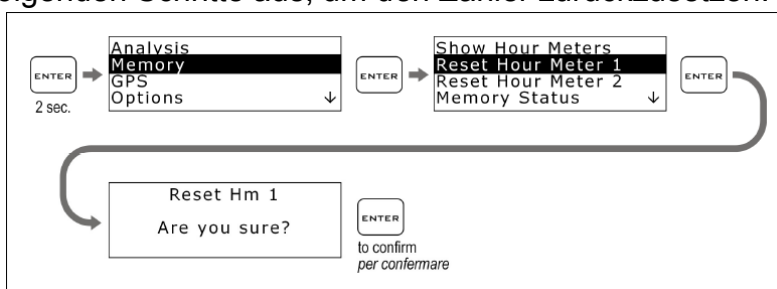 olgenden Schritte aus, um den Zähler zurückzusetzen.
ENTER
2 sec.
Analysis
Memory
GPS
Options ↓
ENTER
Show Hour Meters
Reset Hour Meter 1
Reset Hour Meter 2
Memory Status ↓
ENTER
Reset Hm 1
Are you sure?
ENTER
to confirm
per confermare